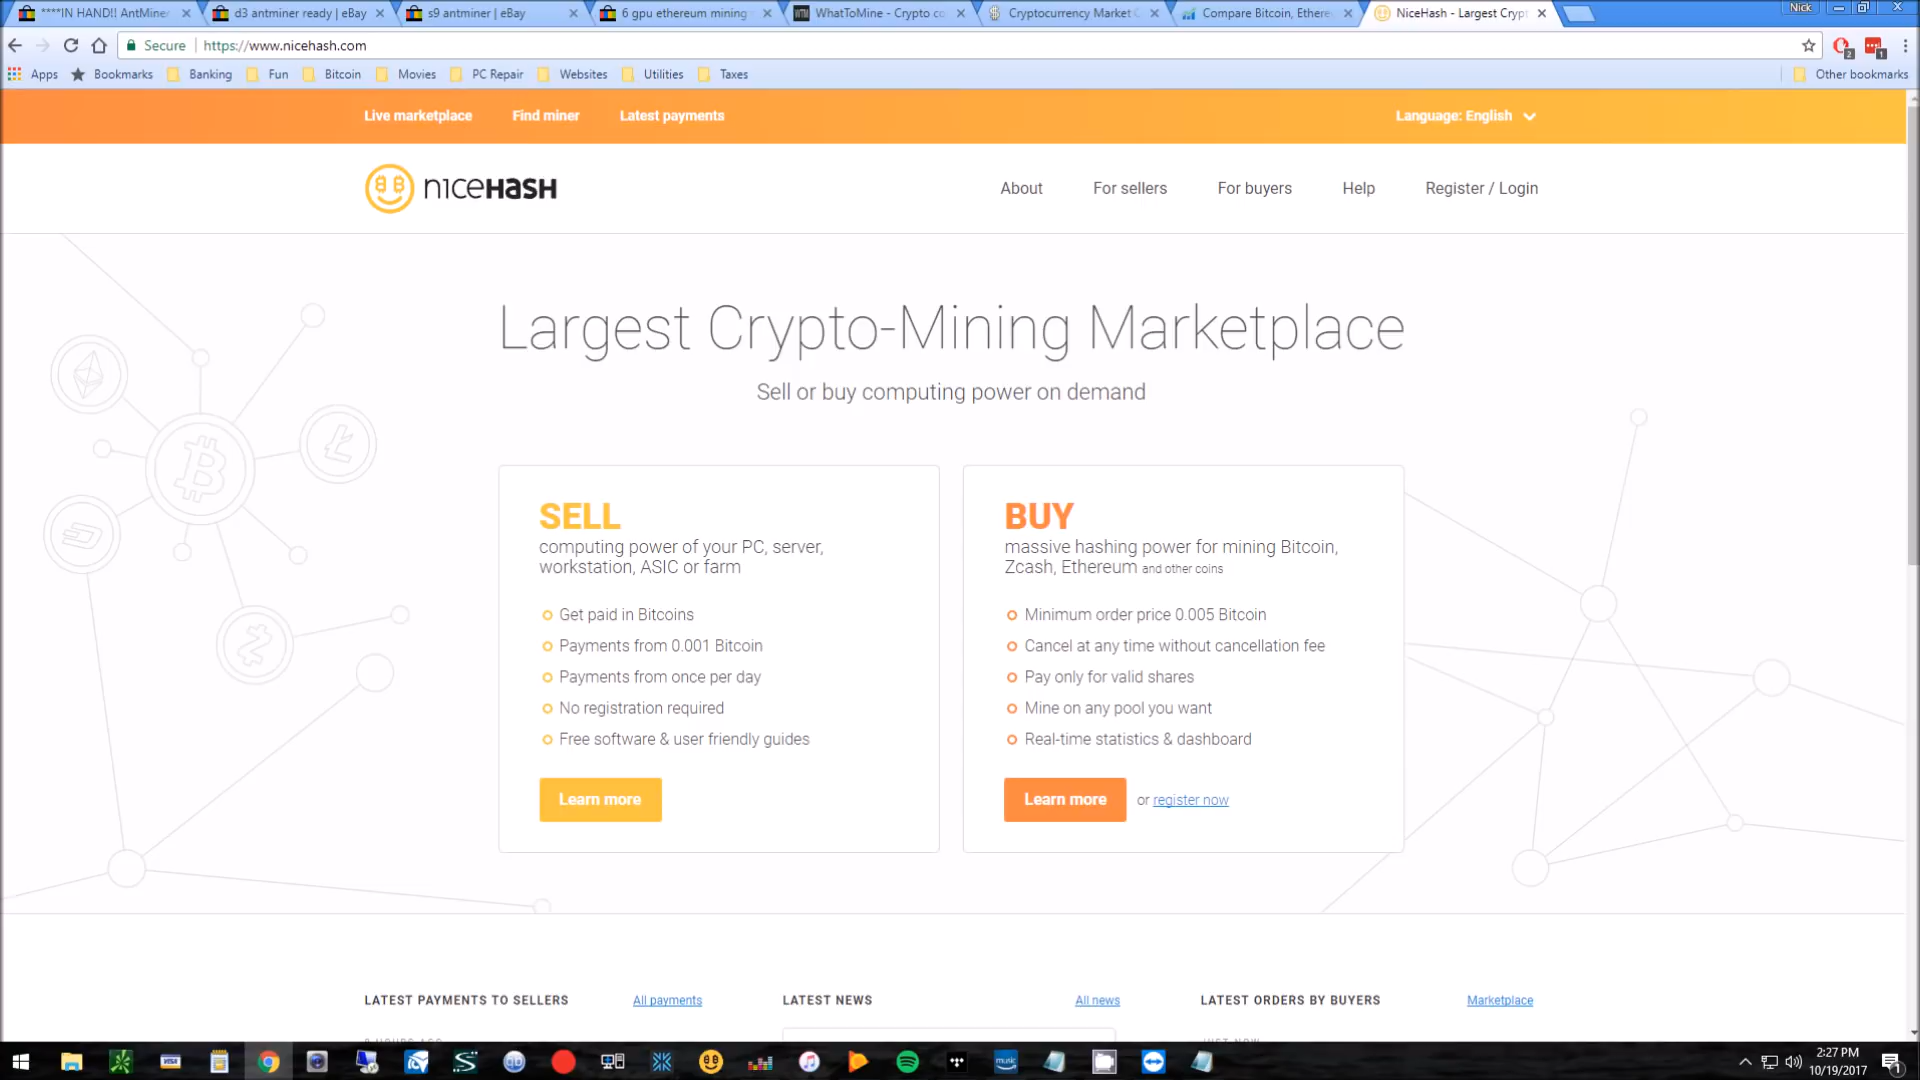 ****IN HAND!! AntMiner
d3 antminer ready | eBay
s9 antminer | eBay
6 gpu ethereum mining
WhatToMine - Crypto co
Cryptocurrency Market C
Compare Bitcoin, Ethere
NiceHash - Largest Crypt
Nick
Secure
https://www.nicehash.com
2
1
Apps
Bookmarks
Banking
Fun
Bitcoin
Movies
PC Repair
Websites
Utilities
Taxes
Other bookmarks
Live marketplace
Find miner
Latest payments
Language: English
niceHASH
About
For sellers
For buyers
Help
Register / Login
Largest Crypto-Mining Marketplace
Sell or buy computing power on demand
SELL
computing power of your PC, server,
workstation, ASIC or farm
Get paid in Bitcoins
Payments from 0.001 Bitcoin
Payments from once per day
No registration required
Free software & user friendly guides
Learn more
BUY
massive hashing power for mining Bitcoin,
Zcash, Ethereum and other coins
Minimum order price 0.005 Bitcoin
Cancel at any time without cancellation fee
Pay only for valid shares
Mine on any pool you want
Real-time statistics & dashboard
Learn more
or register now
LATEST PAYMENTS TO SELLERS
All payments
LATEST NEWS
All news
LATEST ORDERS BY BUYERS
Marketplace
VISA
music
2:27 PM
10/19/2017
1